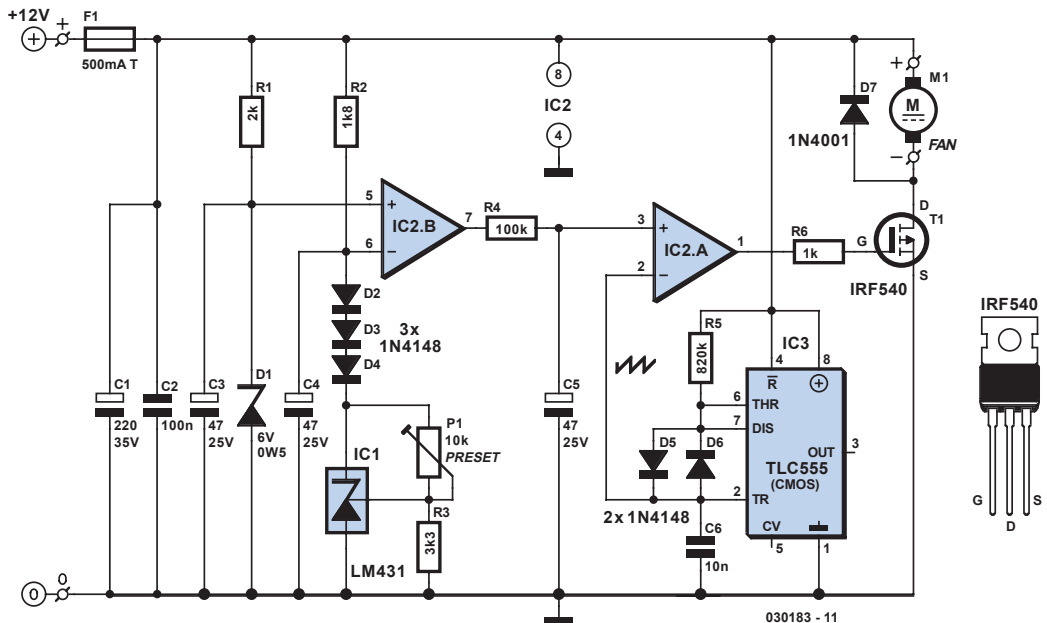 +12V
+
F1
500mA T
R1
2k
R2
1k8
8
IC2
4
D7
1N4001
+
M1
M
FAN
–
D
T1
G
S
IRF540
5
+
IC2.B
7
6
–
R4
100k
3
+
IC2.A
1
2
–
R6
1k
D2
D3
D4
3x
1N4148
C1
220
35V
C2
100n
C3
47
25V
D1
6V
0W5
C4
47
25V
IC1
LM431
P1
10k
PRESET
R3
3k3
C5
47
25V
R5
820k
IC3
4
8
R
+
6
THR
7
DIS
D5
D6
OUT
3
TLC555
(CMOS)
2
TR
2x 1N4148
C6
10n
CV
5
1
IRF540
G
D
S
0
0
030183 - 11